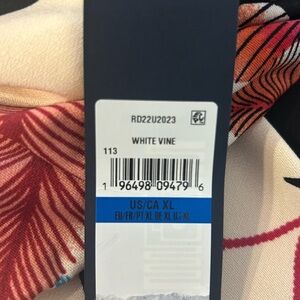 RD22U2023
WHITE VINE
113
1 96498 09479 6
US/CA XL